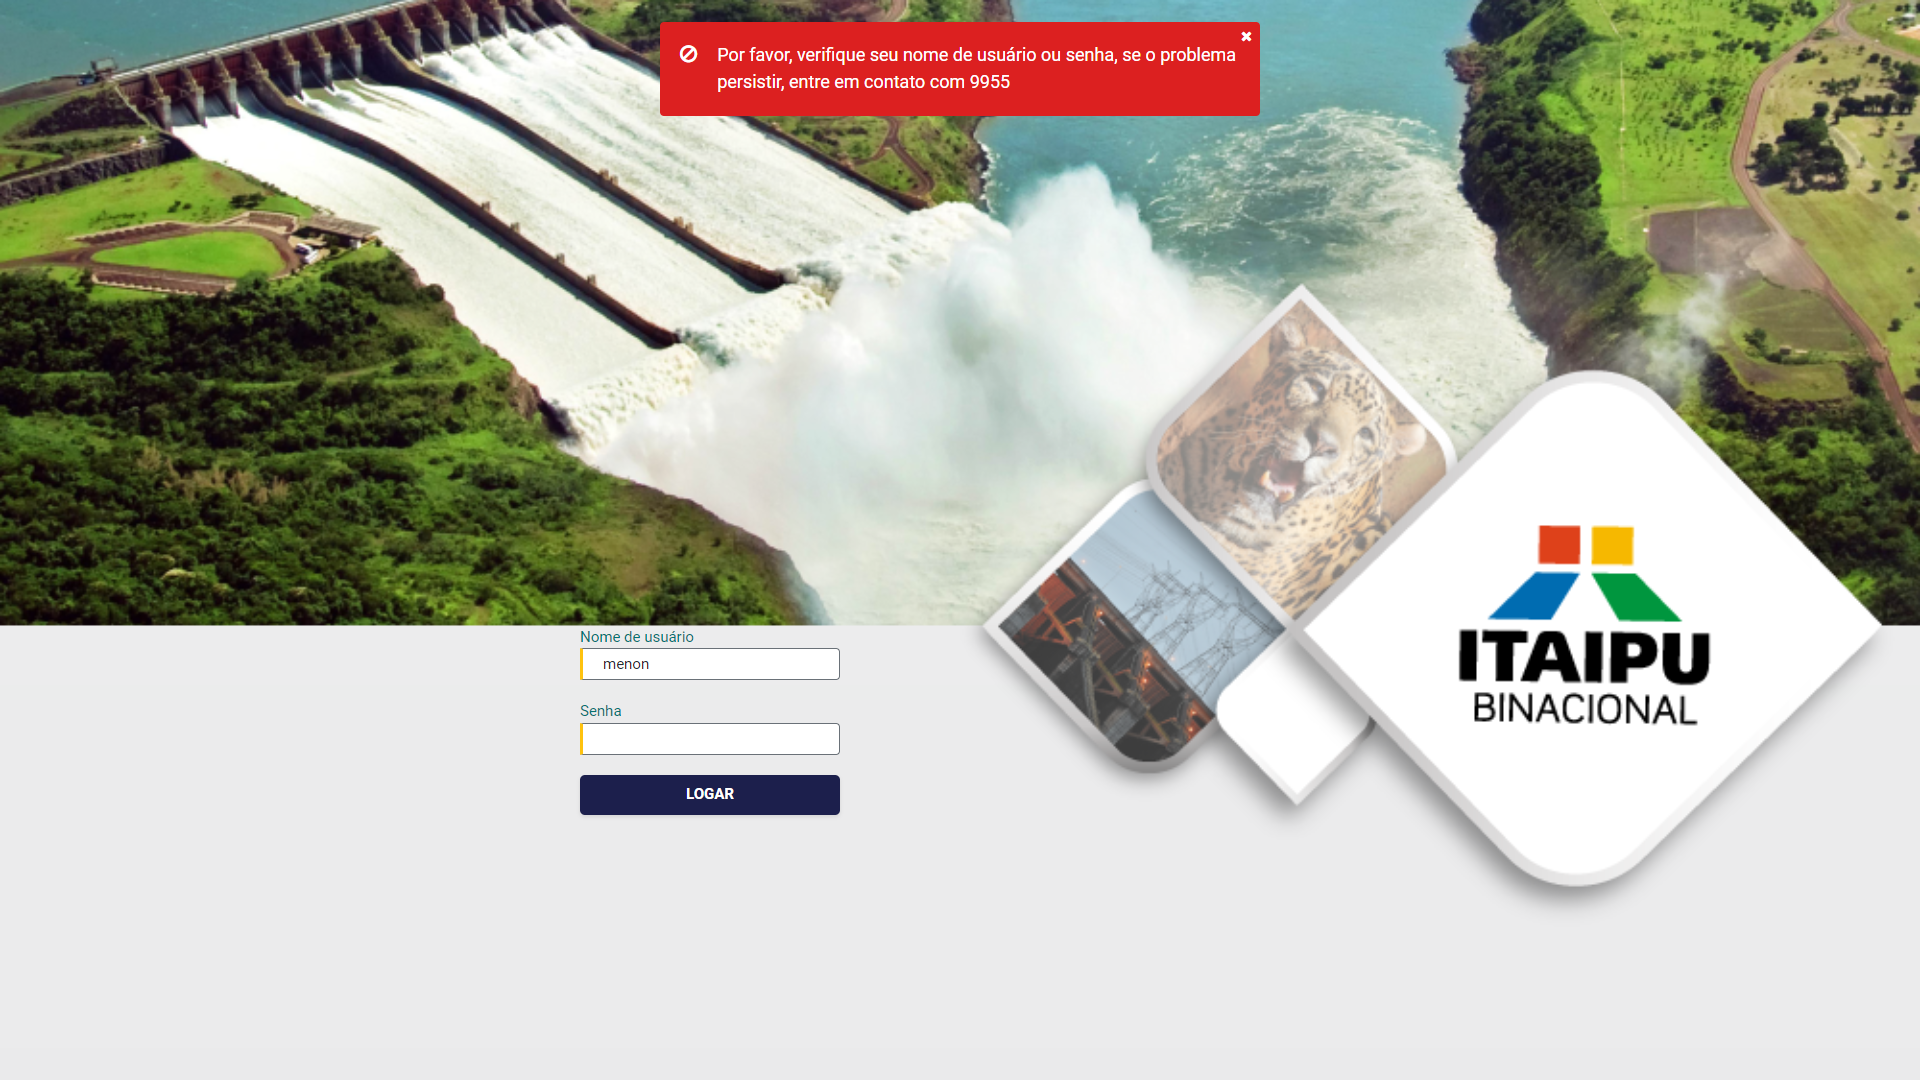 Por favor, verifique seu nome de usuário ou senha, se o problema
persistir, entre em contato com 9955
Nome de usuário
menon
Senha
LOGAR
ITAIPU
BINACIONAL